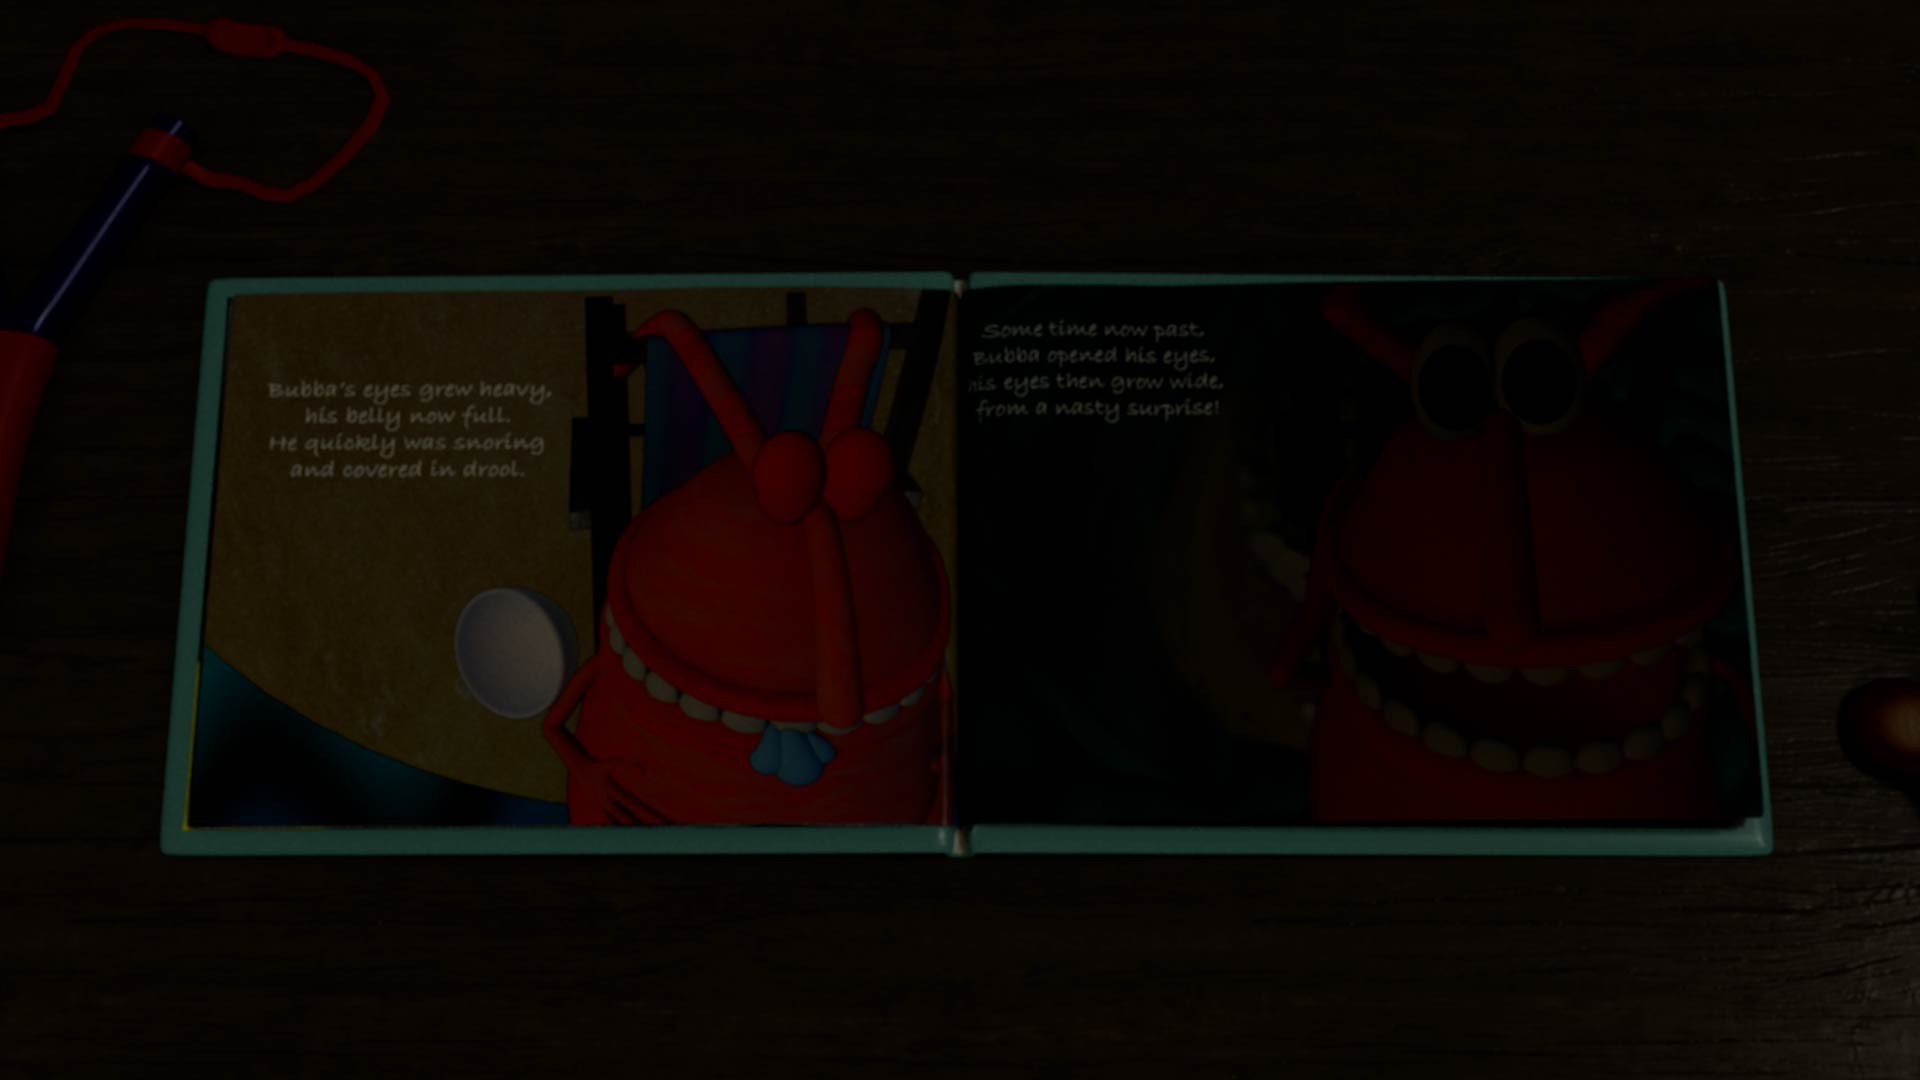 Bubba's eyes grew heavy,
his belly now full.
He quickly was snoring
and covered in drool.
Some time now past,
Bubba opened his eyes,
his eyes then grow wide,
from a nasty surprise!